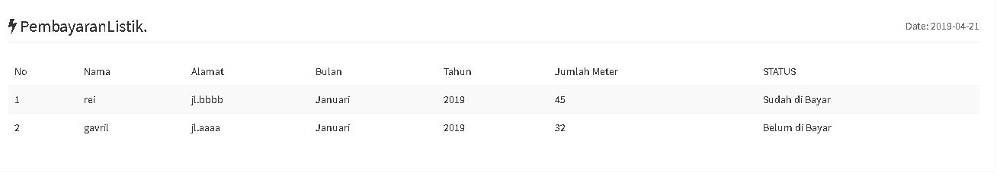 PembayaranListik. Date: 2019-04-21
No Nama Alamat Bulan Tahun Jumlah Meter STATUS
1 rei jl.bbbb Januari 2019 45 Sudah di Bayar
2 gavril jl.aaaa Januari 2019 32 Belum di Bayar